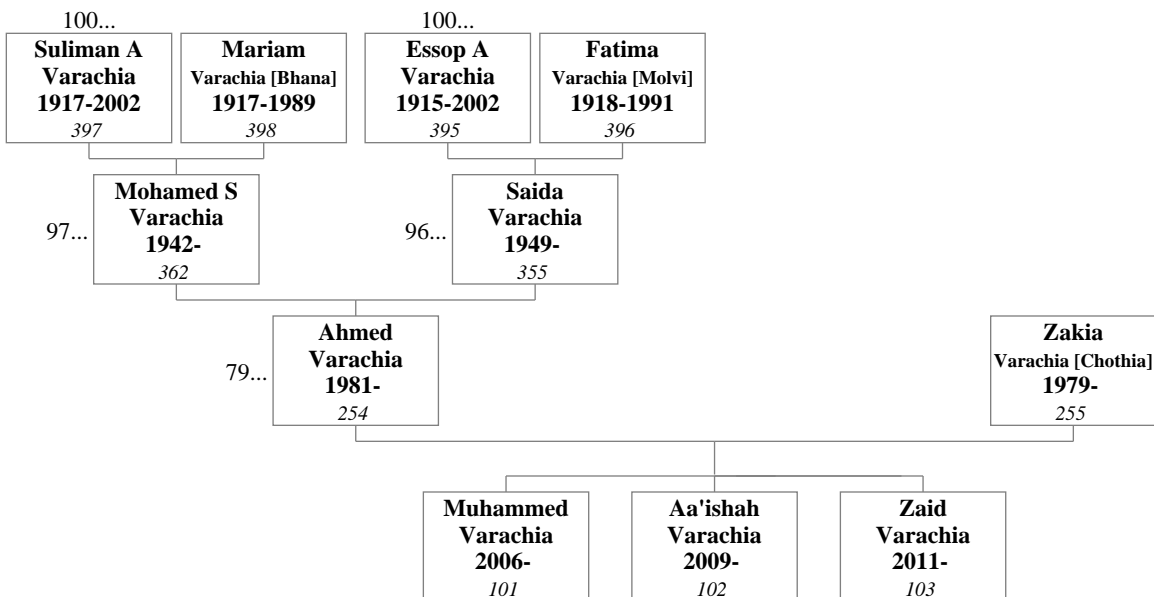 100...
Suliman A
Varachia
1917-2002
397
Mariam
Varachia [Bhana]
1917-1989
398
100...
Essop A
Varachia
1915-2002
395
Fatima
Varachia [Molvi]
1918-1991
396
97...
Mohamed S
Varachia
1942-
362
96...
Saida
Varachia
1949-
355
79...
Ahmed
Varachia
1981-
254
Zakia
Varachia [Chothia]
1979-
255
Muhammed
Varachia
2006-
101
Aa'ishah
Varachia
2009-
102
Zaid
Varachia
2011-
103